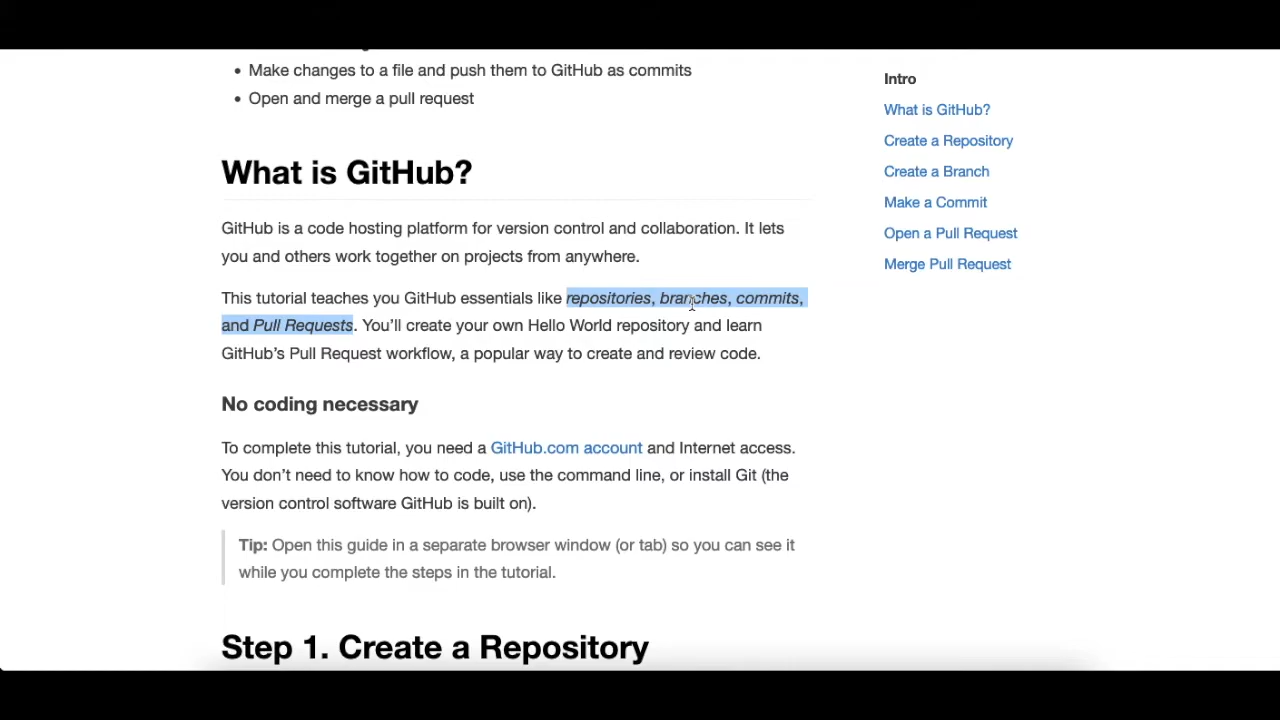 Make changes to a file and push them to GitHub as commits
Open and merge a pull request
What is GitHub?
GitHub is a code hosting platform for version control and collaboration. It lets
you and others work together on projects from anywhere.
This tutorial teaches you GitHub essentials like repositories, branches, commits,
and Pull Requests. You’ll create your own Hello World repository and learn
GitHub’s Pull Request workflow, a popular way to create and review code.
No coding necessary
To complete this tutorial, you need a GitHub.com account and Internet access.
You don’t need to know how to code, use the command line, or install Git (the
version control software GitHub is built on).
Tip: Open this guide in a separate browser window (or tab) so you can see it
while you complete the steps in the tutorial.
Step 1. Create a Repository
Intro
What is GitHub?
Create a Repository
Create a Branch
Make a Commit
Open a Pull Request
Merge Pull Request